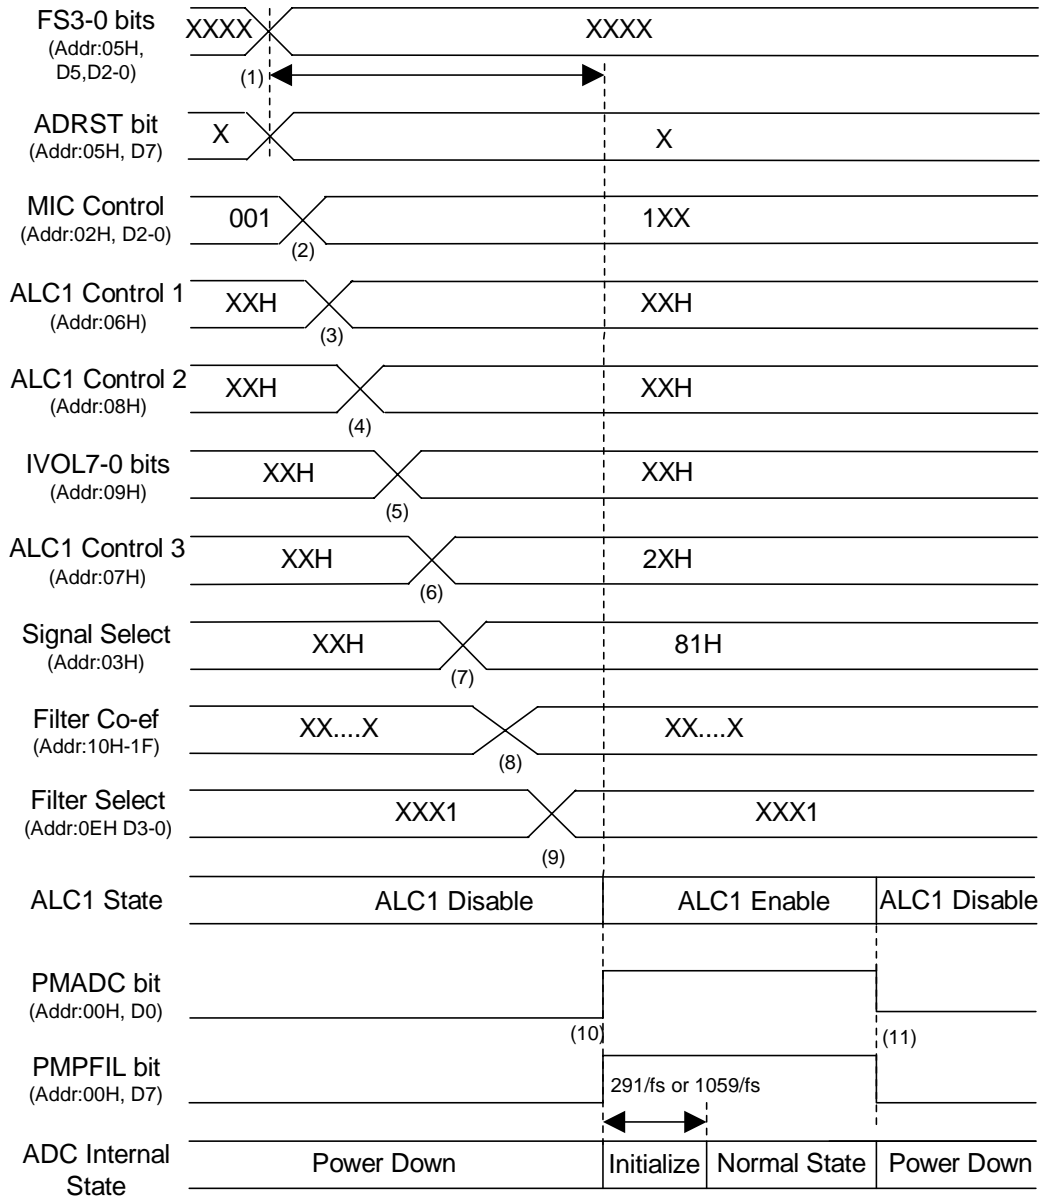 FS3-0 bits
(Addr:05H,
D5,D2-0)
XXXX
XXXX
(1)
ADRST bit
(Addr:05H, D7)
X
X
MIC Control
(Addr:02H, D2-0)
001
1XX
(2)
ALC1 Control 1
(Addr:06H)
XXH
XXH
(3)
ALC1 Control 2
(Addr:08H)
XXH
XXH
(4)
IVOL7-0 bits
(Addr:09H)
XXH
XXH
(5)
ALC1 Control 3
(Addr:07H)
XXH
2XH
(6)
Signal Select
(Addr:03H)
XXH
81H
(7)
Filter Co-ef
(Addr:10H-1F)
XX....X
XX....X
(8)
Filter Select
(Addr:0EH D3-0)
XXX1
XXX1
(9)
ALC1 State
ALC1 Disable
ALC1 Enable
ALC1 Disable
PMADC bit
(Addr:00H, D0)
(10)
(11)
PMPFIL bit
(Addr:00H, D7)
291/fs or 1059/fs
ADC Internal
State
Power Down
Initialize
Normal State
Power Down